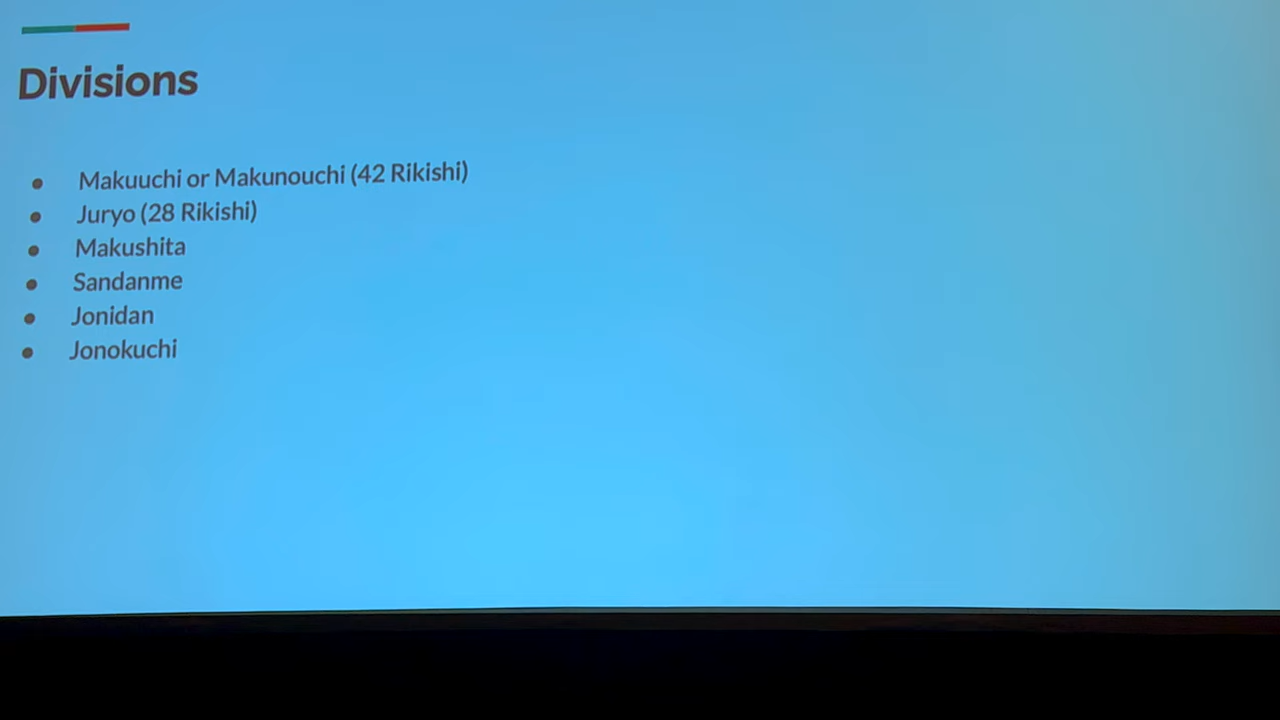 Divisions
● Makuuchi or Makunouchi (42 Rikishi)
● Juryo (28 Rikishi)
● Makushita
● Sandanme
● Jonidan
● Jonokuchi